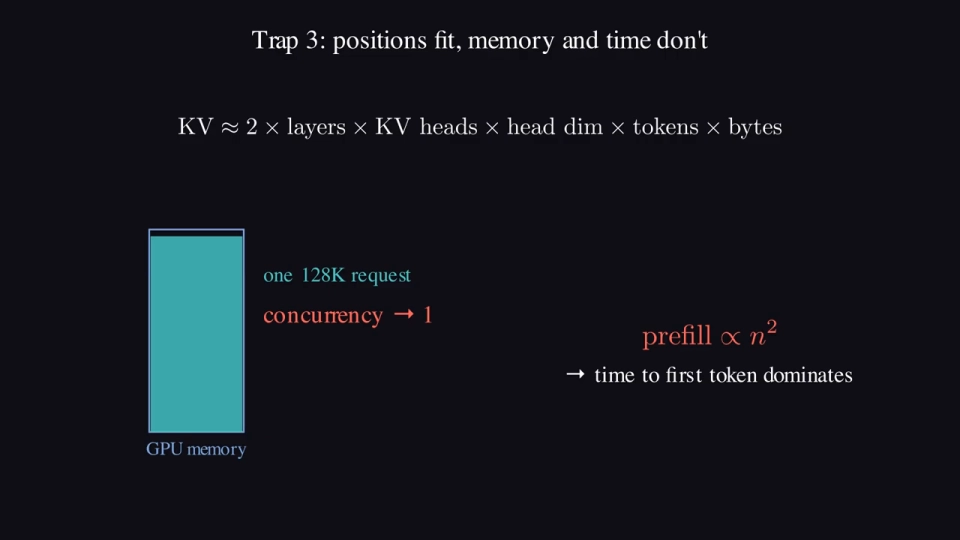 Trap 3: positions fit, memory and time don't
KV ≈ 2 × layers × KV heads × head dim × tokens × bytes
one 128K request
concurrency → 1
GPU memory
prefill ∝ n²
→ time to first token dominates